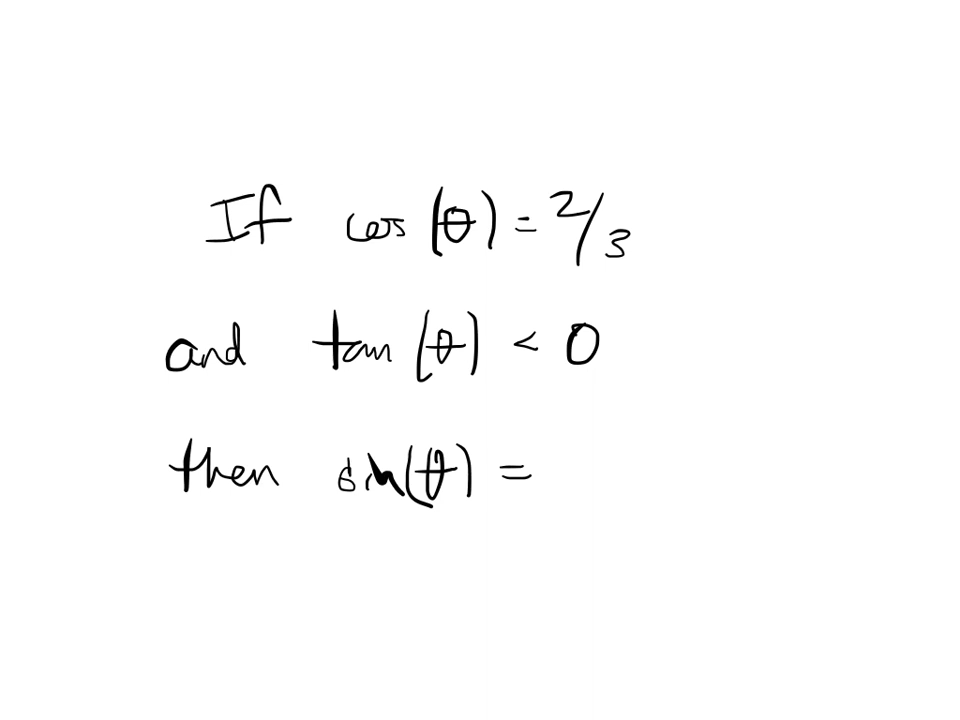 If cos(θ) = 2/3
and tan(θ) < 0
then sin(θ) =